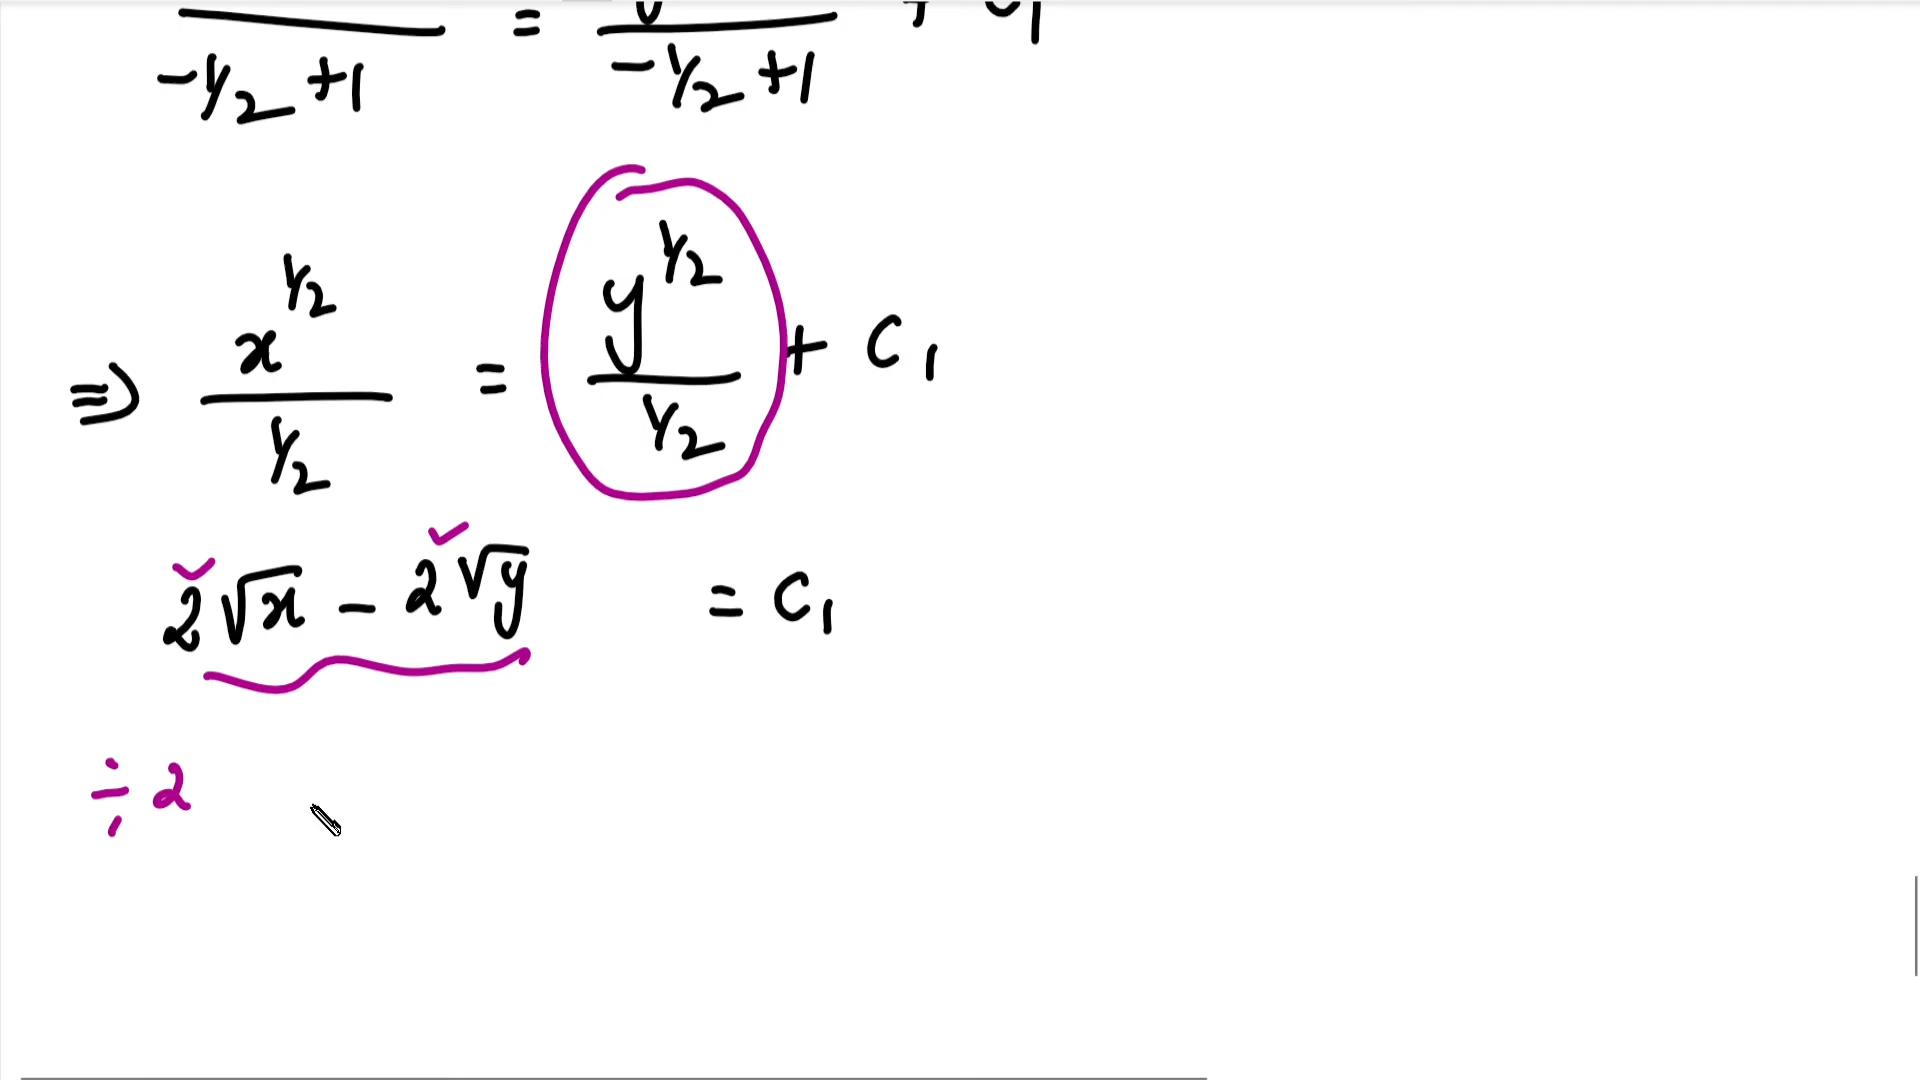 -1/2 +1 = -1/2 +1 + C1
⇒ x^1/2 / 1/2 = y^1/2 / 1/2 + C1
2√x - 2√y = C1
÷ 2